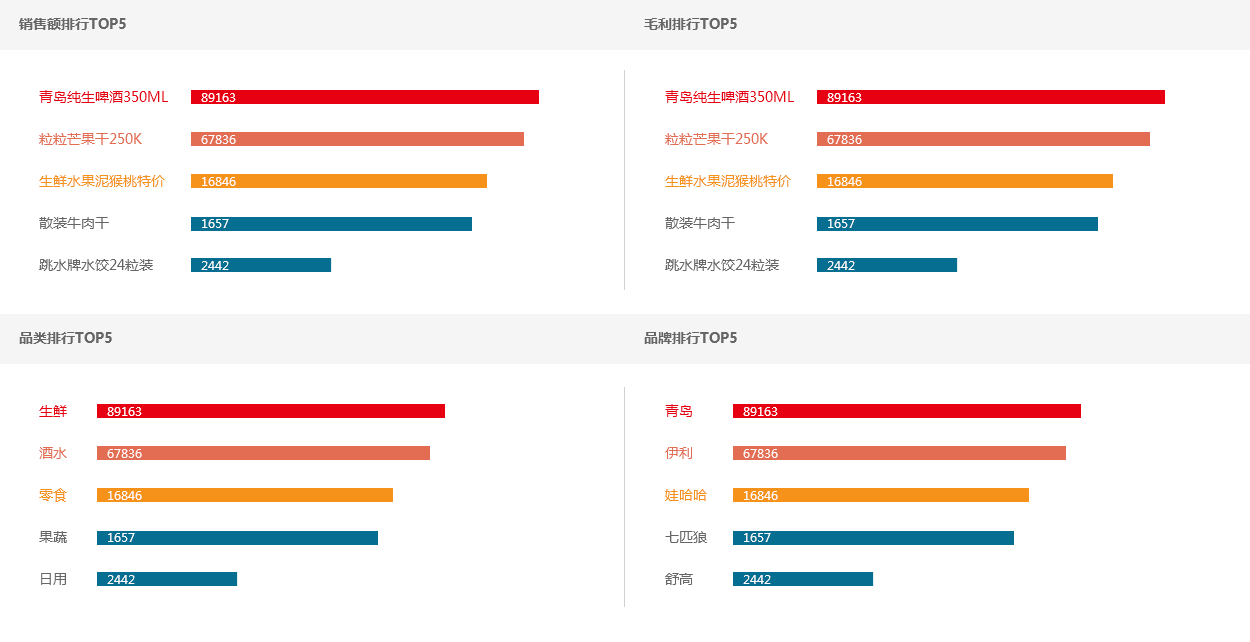 销售额排行TOP5
青岛纯生啤酒350ML 89163
粒粒芒果干250K 67836
生鲜水果泥猴桃特价 16846
散装牛肉干 1657
跳水牌水饺24粒装 2442
毛利排行TOP5
青岛纯生啤酒350ML 89163
粒粒芒果干250K 67836
生鲜水果泥猴桃特价 16846
散装牛肉干 1657
跳水牌水饺24粒装 2442
品类排行TOP5
生鲜 89163
酒水 67836
零食 16846
果蔬 1657
日用 2442
品牌排行TOP5
青岛 89163
伊利 67836
娃哈哈 16846
七匹狼 1657
舒高 2442